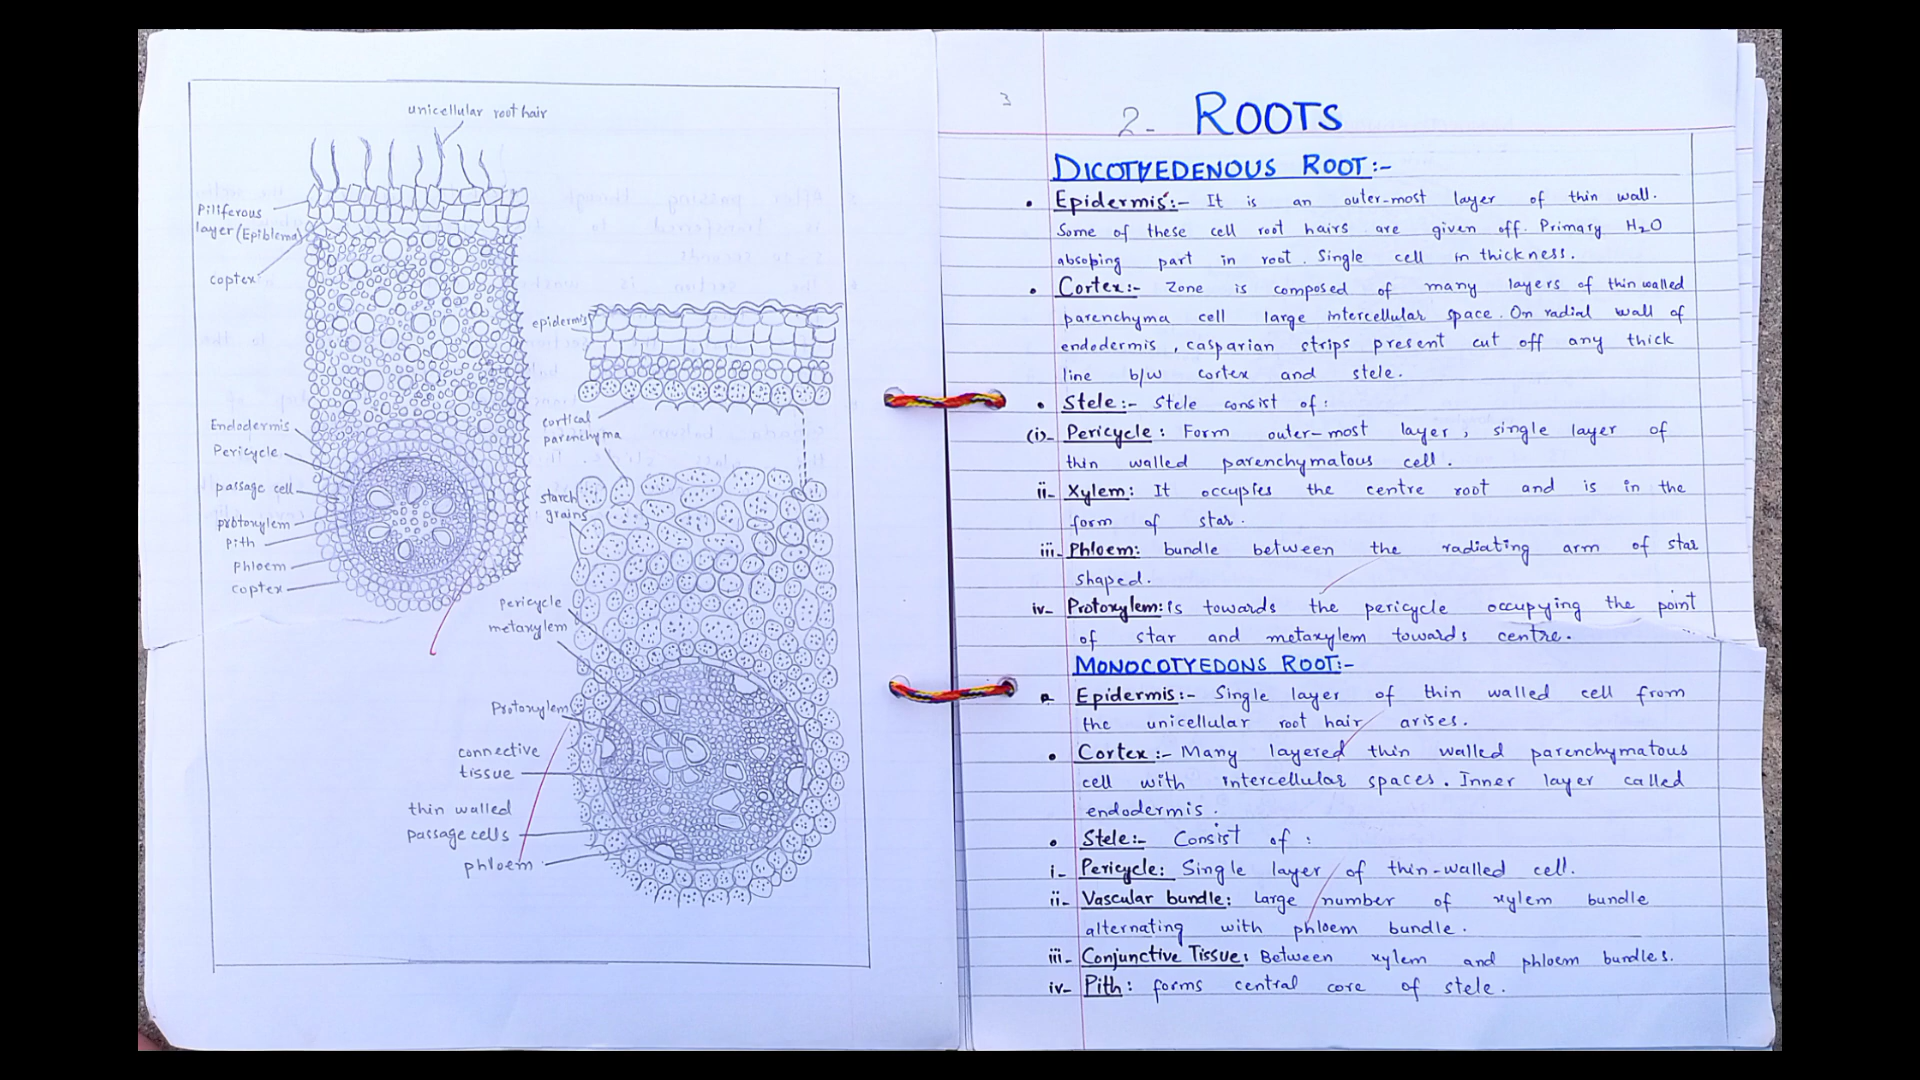 unicellular root hair
Piliferous
layer (Epiblema)
coptex
Endodermis
Pericycle
passage cell
protoxylem
Pith
Phloem
coptex
epidermis
cortical
parenchyma
starch
grains
Pericycle
metaxylem
Protoxylem
connective
tissue
thin walled
passage cells
phloem
3
2- ROOTS
DICOTYEDENOUS ROOT:-
• Epidermis:- It is an outer-most layer of thin wall.
Some of these cell root hairs are given off. Primary H2O
absoping part in root. Single cell in thickness.
• Cortex:- Zone is composed of many layers of thin walled
parenchyma cell large intercellular space. On radial wall of
endodermis, casparian strips present cut off any thick
line b/w cortex and stele.
• Stele:- Stele consist of:
(i)- Pericycle: Form outer-most layer, single layer of
thin walled parenchymatous cell.
ii- Xylem: It occupies the centre root and is in the
form of star.
iii- Phloem: bundle between the radiating arm of star
shaped.
iv- Protoxylem: is towards the pericycle occupying the point
of star and metaxylem towards centre.
MONOCOTYEDONS ROOT:-
• Epidermis:- Single layer of thin walled cell from
the unicellular root hair arises.
• Cortex:- Many layered thin walled parenchymatous
cell with intercellular spaces. Inner layer called
endodermis.
• Stele:- Consist of:
i- Pericycle: Single layer of thin-walled cell.
ii- Vascular bundle: Large number of xylem bundle
alternating with phloem bundle.
iii- Conjunctive Tissue: Between xylem and phloem bundles.
iv- Pith: forms central core of stele.